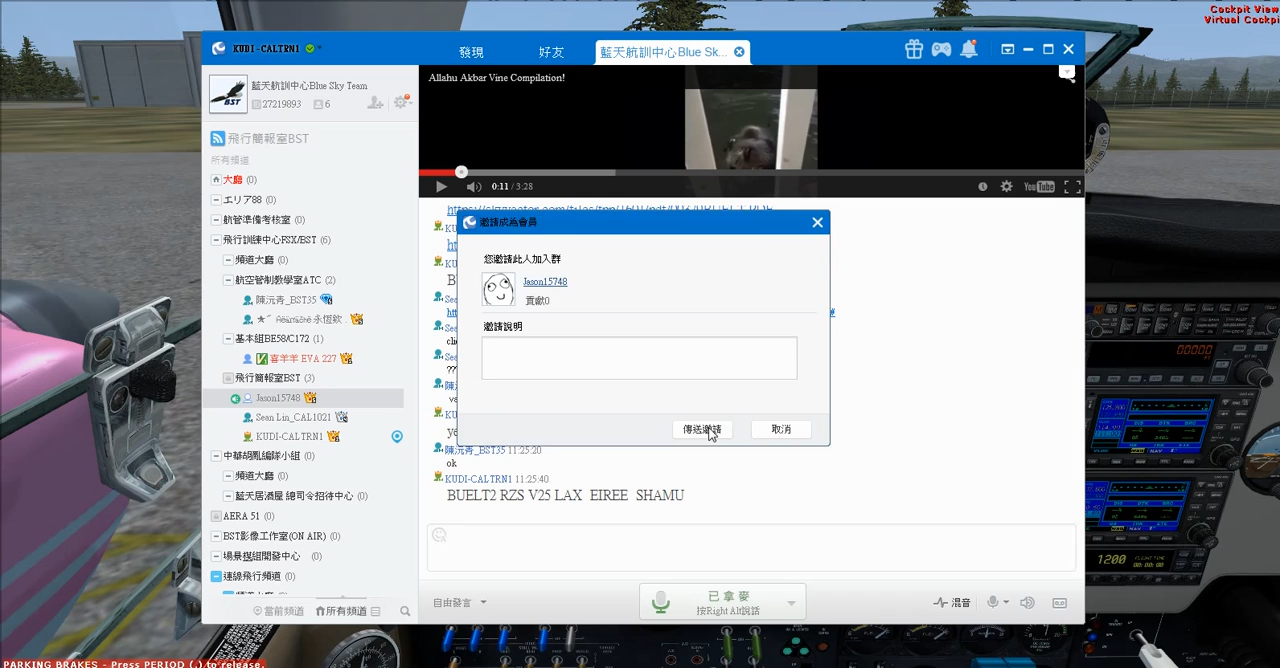 Cockpit View
Virtual Cockpi
KUDI-CALTRN1
發現
好友
藍天航訓中心Blue Sk...
藍天航訓中心Blue Sky Team
27219893 6
BST
飛行簡報室BST
所有頻道
大廳 (0)
エリア88 (0)
航管準備考核室 (0)
飛行訓練中心FSX/BST (6)
頻道大廳 (0)
航空管制教學室ATC (2)
陳沅青_BST35
基本組BE58/C172 (1)
喜羊羊 EVA 227
飛行簡報室BST (3)
Jason15748
Sean Lin_CAL1021
KUDI-CALTRN1
中華胡亂編隊小組 (0)
頻道大廳 (0)
藍天居酒屋 總司令招待中心 (0)
AERA 51 (0)
BST影像工作室(ON AIR) (0)
場景模組開發中心 (0)
連線飛行頻道 (0)
當前頻道
所有頻道
Allahu Akbar Vine Compilation!
0:11 / 3:28
YouTube
邀請成為會員
您邀請此人加入群
Jason15748
貢獻0
邀請說明
傳送邀請
取消
陳沅青_BST35 11:25:20
ok
KUDI-CALTRN1 11:25:40
BUELT2 RZS V25 LAX EIREE SHAMU
自由發言
已拿麥
按Right Alt說話
混音
1200
PARKING BRAKES - Press PERIOD (.) to release.